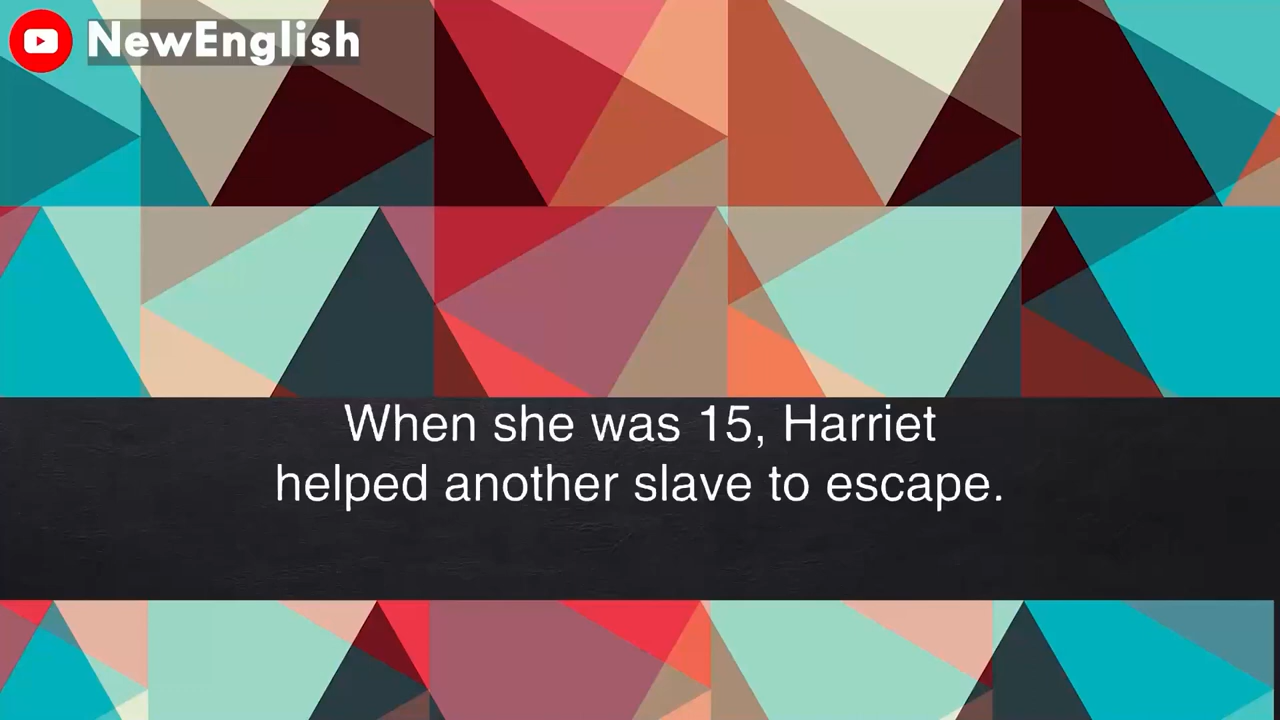 NewEnglish
When she was 15, Harriet
helped another slave to escape.